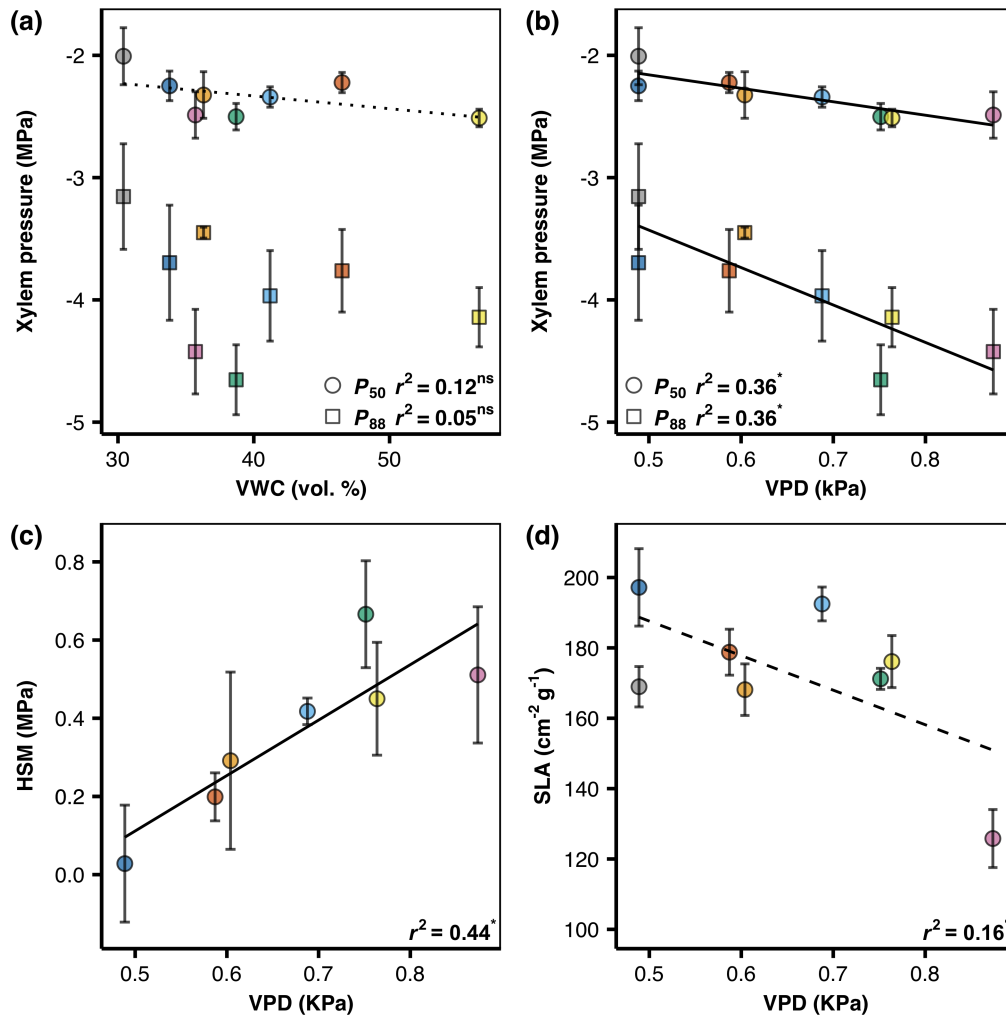 (a)
Xylem pressure (MPa)
-2
-3
-4
-5
P50 r² = 0.12ns
P88 r² = 0.05ns
30 40 50
VWC (vol. %)
(b)
Xylem pressure (MPa)
-2
-3
-4
-5
P50 r² = 0.36*
P88 r² = 0.36*
0.5 0.6 0.7 0.8
VPD (kPa)
(c)
HSM (MPa)
0.8
0.6
0.4
0.2
0.0
r² = 0.44*
0.5 0.6 0.7 0.8
VPD (KPa)
(d)
SLA (cm⁻² g⁻¹)
200
180
160
140
120
100
r² = 0.16
0.5 0.6 0.7 0.8
VPD (KPa)